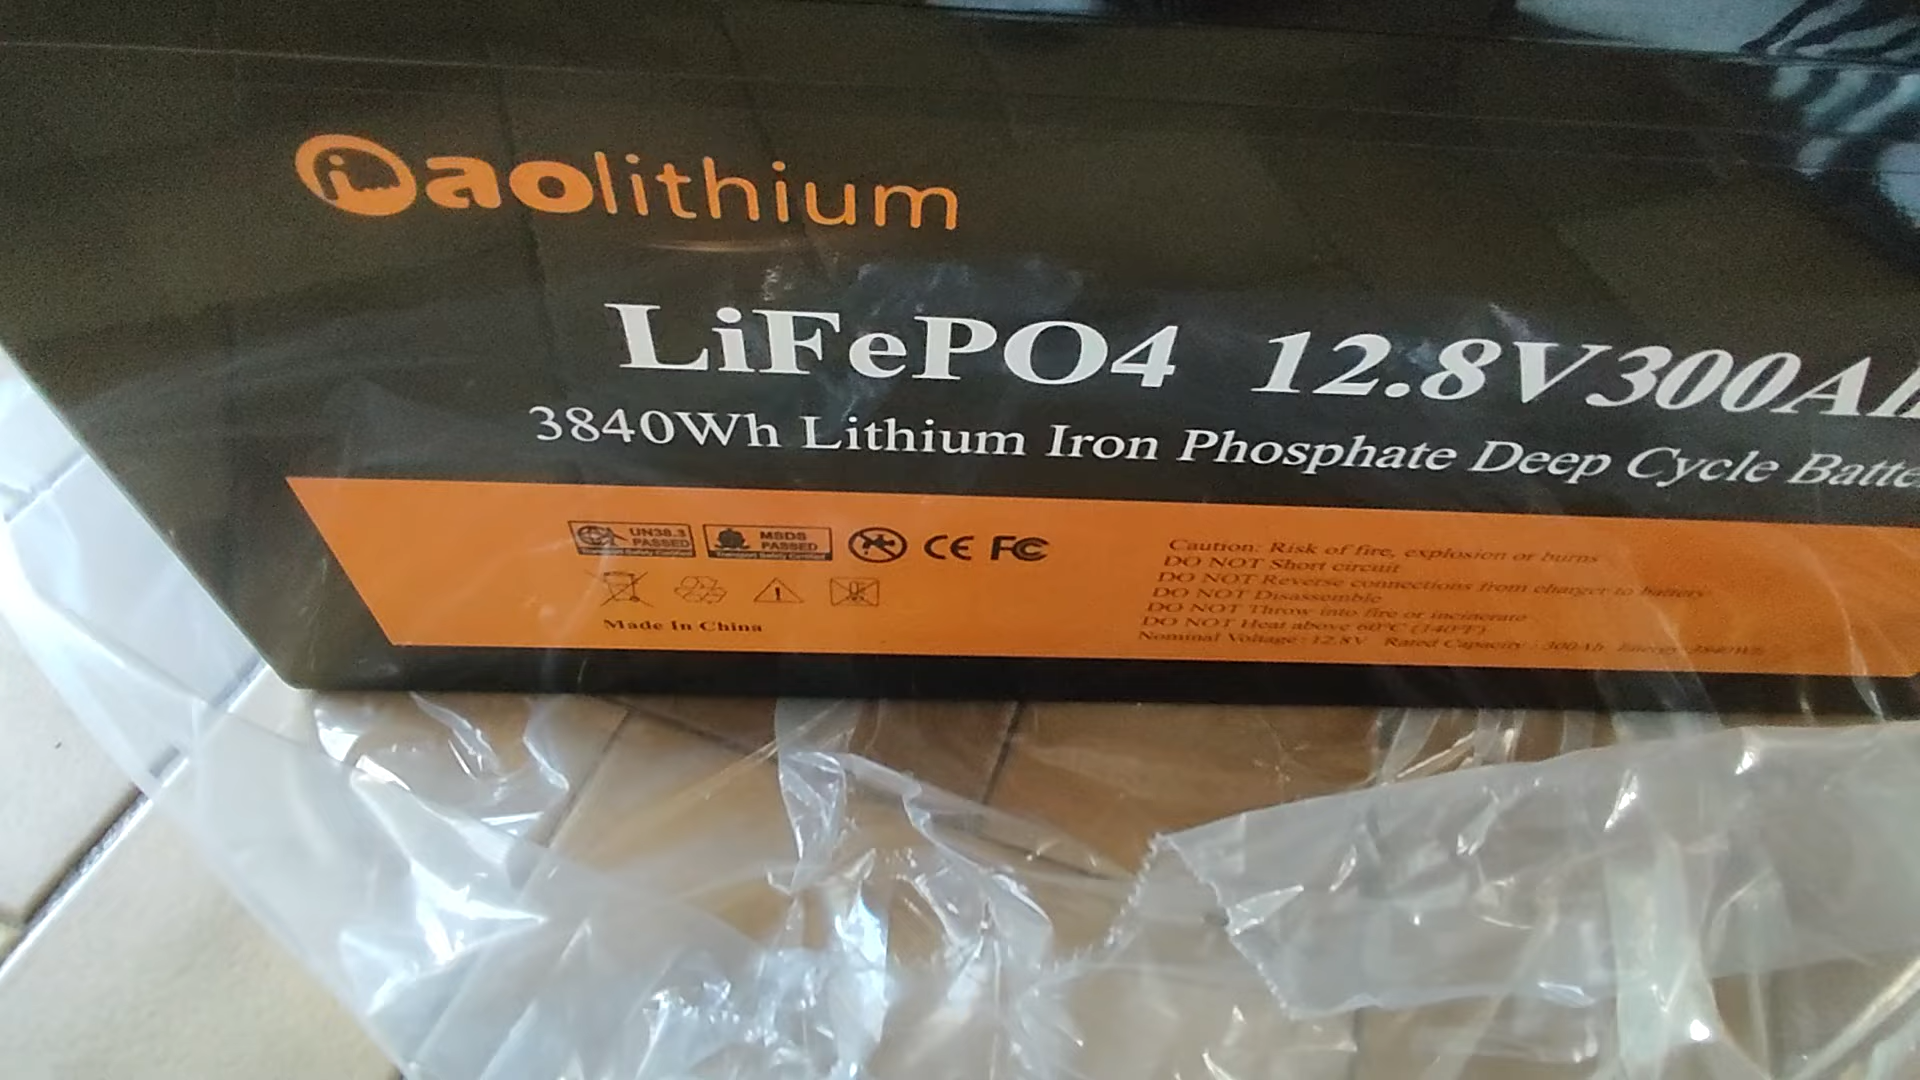 aolithium
LiFePO4 12.8V300Ah
3840Wh Lithium Iron Phosphate Deep Cycle
UN38.3 PASSED
MSDS PASSED
CE FC
Made In China
Caution: Risk of fire, explosion or burns
DO NOT Short circuit
DO NOT Reverse connections from charger to battery
DO NOT Disassemble
DO NOT Throw into fire or incinerate
DO NOT Heat above 60°C (140°F)
Nominal Voltage: 12.8V Rated Capacity : 300Ah Energy: 3840Wh